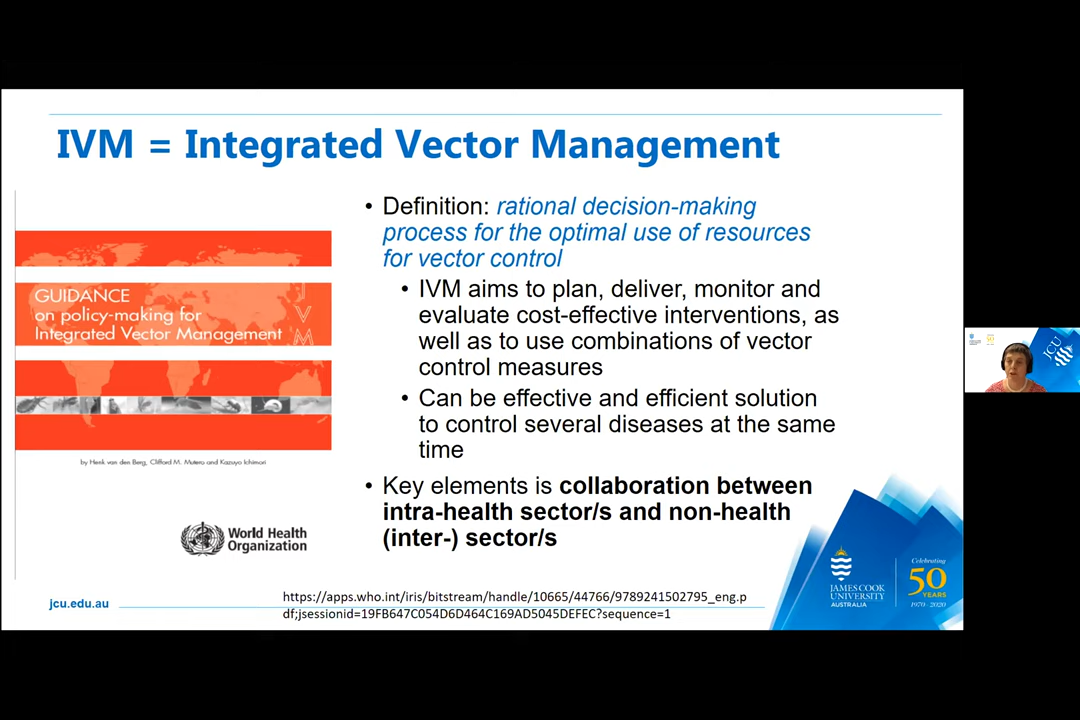 IVM = Integrated Vector Management
GUIDANCE
on policy-making for
Integrated Vector Management
IVM
by Henk van den Berg, Clifford M. Mutero and Kazuyo Ichimori
World Health
Organization
• Definition: rational decision-making
process for the optimal use of resources
for vector control
• IVM aims to plan, deliver, monitor and
evaluate cost-effective interventions, as
well as to use combinations of vector
control measures
• Can be effective and efficient solution
to control several diseases at the same
time
• Key elements is collaboration between
intra-health sector/s and non-health
(inter-) sector/s
https://apps.who.int/iris/bitstream/handle/10665/44766/9789241502795_eng.p
df;jsessionid=19FB647C054D6D464C169AD5045DEFEC?sequence=1
jcu.edu.au
JAMES COOK
UNIVERSITY
AUSTRALIA
Celebrating
50
YEARS
1970 - 2020
JCU